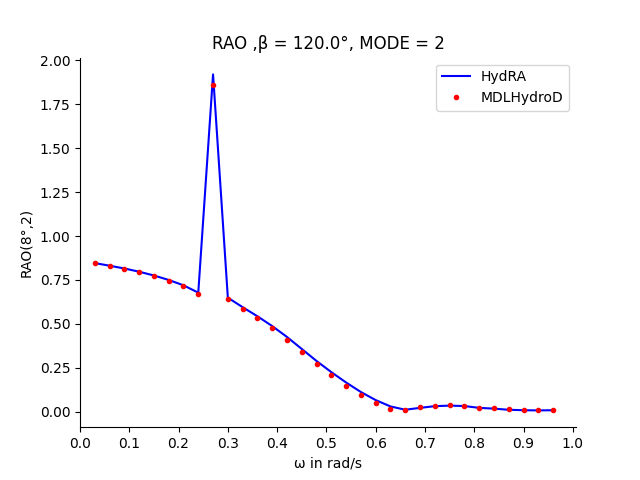 RAO ,β = 120.0°, MODE = 2
HydRA
MDLHydroD
2.00
1.75
1.50
1.25
1.00
0.75
0.50
0.25
0.00
RAO(8°,2)
0.0 0.1 0.2 0.3 0.4 0.5 0.6 0.7 0.8 0.9 1.0
ω in rad/s